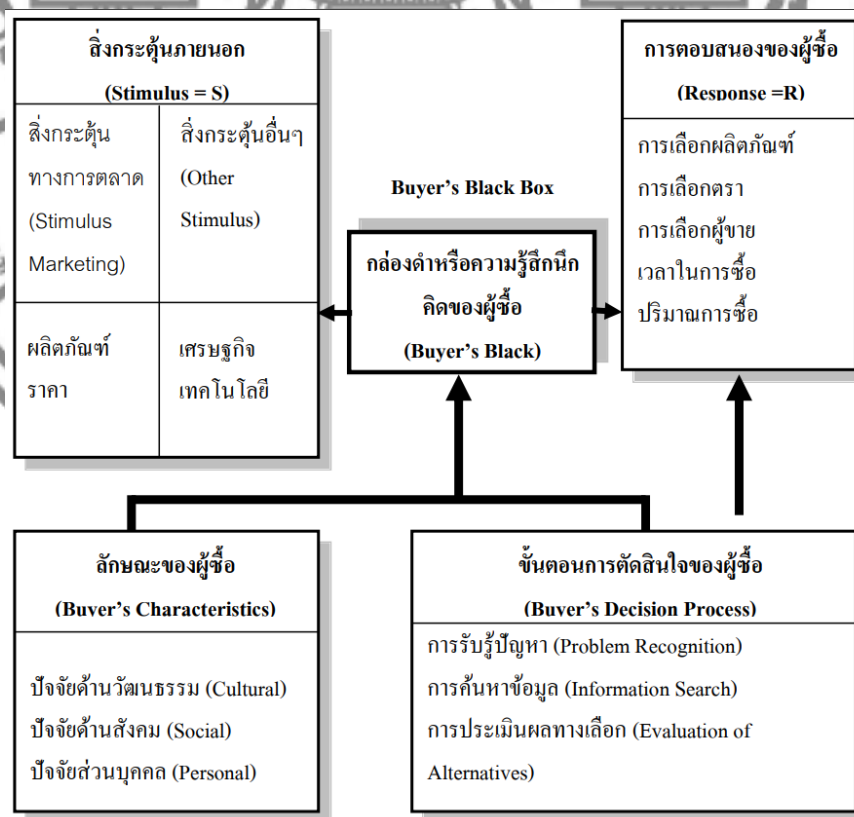 สิ่งกระตุ้นภายนอก
(Stimulus = S)
สิ่งกระตุ้น
ทางการตลาด
(Stimulus
Marketing)
สิ่งกระตุ้นอื่นๆ
(Other
Stimulus)
ผลิตภัณฑ์
ราคา
เศรษฐกิจ
เทคโนโลยี
Buyer's Black Box
กล่องดำหรือความรู้สึกนึก
คิดของผู้ซื้อ
(Buyer's Black)
การตอบสนองของผู้ซื้อ
(Response =R)
การเลือกผลิตภัณฑ์
การเลือกตรา
การเลือกผู้ขาย
เวลาในการซื้อ
ปริมาณการซื้อ
ลักษณะของผู้ซื้อ
(Buyer's Characteristics)
ปัจจัยด้านวัฒนธรรม (Cultural)
ปัจจัยด้านสังคม (Social)
ปัจจัยส่วนบุคคล (Personal)
ขั้นตอนการตัดสินใจของผู้ซื้อ
(Buyer's Decision Process)
การรับรู้ปัญหา (Problem Recognition)
การค้นหาข้อมูล (Information Search)
การประเมินผลทางเลือก (Evaluation of
Alternatives)